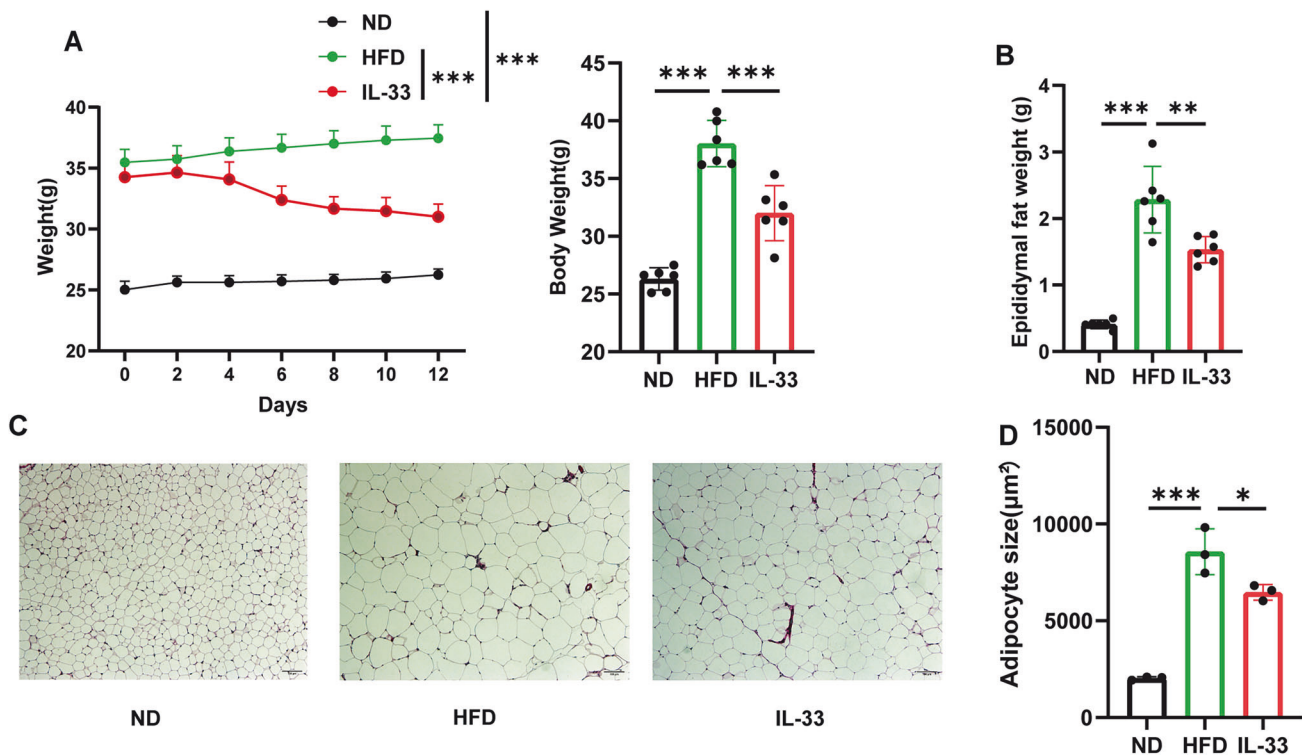 A
ND
HFD
IL-33
***
***
Weight(g)
40
35
30
25
20
0 2 4 6 8 10 12
Days
Body Weight(g)
45
40
35
30
25
20
*** ***
ND HFD IL-33
B
Epididymal fat weight (g)
4
3
2
1
0
*** **
ND HFD IL-33
C
ND HFD IL-33
D
Adipocyte size(μm²)
15000
10000
5000
0
*** *
ND HFD IL-33